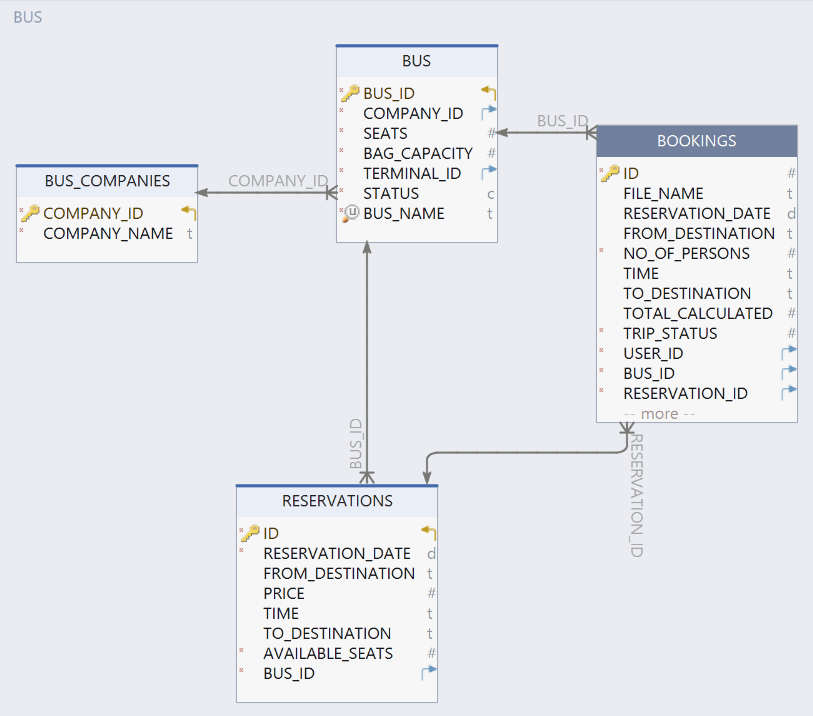 BUS
BUS
BUS_ID
COMPANY_ID
SEATS #
BAG_CAPACITY #
TERMINAL_ID
STATUS c
BUS_NAME t
BUS_ID
BOOKINGS
ID #
FILE_NAME t
RESERVATION_DATE d
FROM_DESTINATION t
NO_OF_PERSONS #
TIME t
TO_DESTINATION t
TOTAL_CALCULATED #
TRIP_STATUS #
USER_ID
BUS_ID
RESERVATION_ID
-- more --
BUS_COMPANIES
COMPANY_ID
COMPANY_NAME t
COMPANY_ID
BUS_ID
RESERVATION_ID
RESERVATIONS
ID
RESERVATION_DATE d
FROM_DESTINATION t
PRICE #
TIME t
TO_DESTINATION t
AVAILABLE_SEATS #
BUS_ID